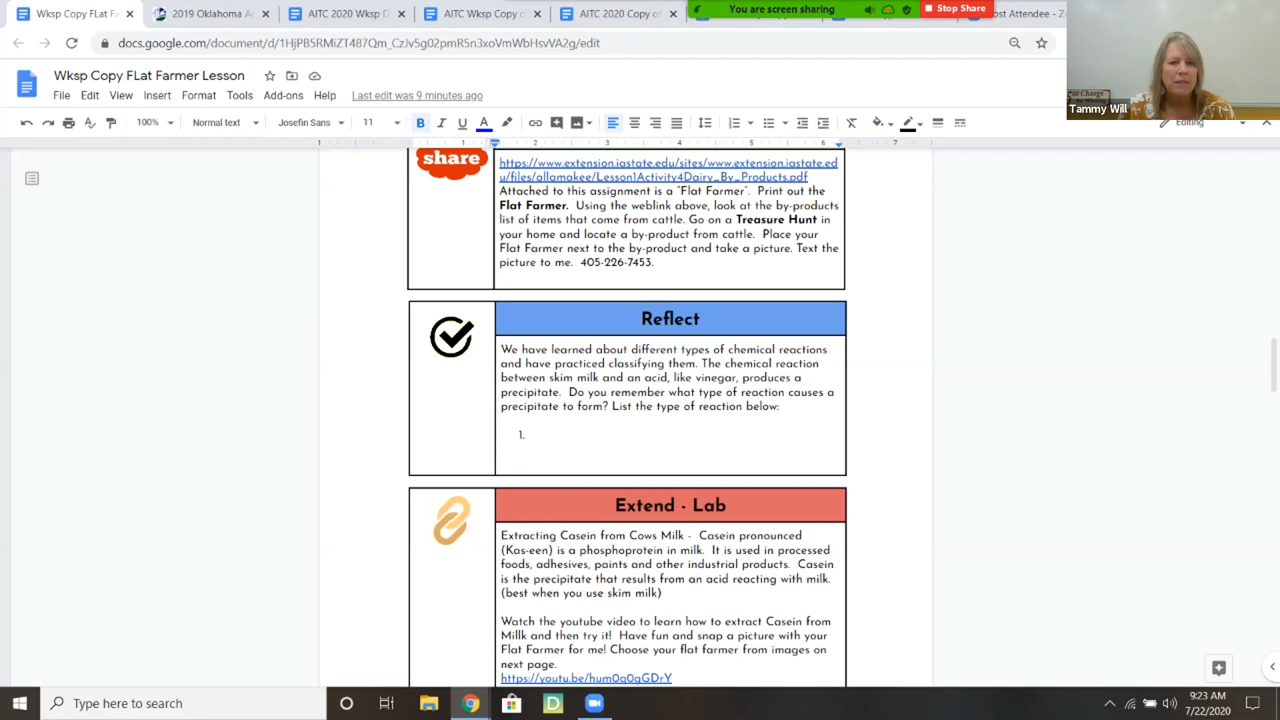 Wksp Copy FLat Fa
2019 Oklahoma
AITC 2020 Wksp D
AITC Wksp Copy
AITC 2020 Copy of
You are screen sharing
Stop Share
ost Attendee - Zo
docs.google.com/document/
1HjPB5RMiZT487Qm_CzJv5g02pmR5n3xoVmWbHsvVA2g/edit
Tammy Will
Wksp Copy FLat Farmer Lesson
File Edit View Insert Format Tools Add-ons Help Last edit was 9 minutes ago
100% Normal text Josefin Sans 11 B I U A Editing
1 1 2 3 4 5 6 7
share
https://www.extension.iastate.edu/sites/www.extension.iastate.ed
u/files/allamakee/Lesson1Activity4Dairy_By_Products.pdf
Attached to this assignment is a "Flat Farmer". Print out the
Flat Farmer. Using the weblink above, look at the by-products
list of items that come from cattle. Go on a Treasure Hunt in
your home and locate a by-product from cattle. Place your
Flat Farmer next to the by-product and take a picture. Text the
picture to me. 405-226-7453.
Reflect
We have learned about different types of chemical reactions
and have practiced classifying them. The chemical reaction
between skim milk and an acid, like vinegar, produces a
precipitate. Do you remember what type of reaction causes a
precipitate to form? List the type of reaction below:
1.
Extend - Lab
Extracting Casein from Cows Milk - Casein pronounced
(Kas-een) is a phosphoprotein in milk. It is used in processed
foods, adhesives, paints and other industrial products. Casein
is the precipitate that results from an acid reacting with milk.
(best when you use skim milk)
Watch the youtube video to learn how to extract Casein from
Millk and then try it! Have fun and snap a picture with your
Flat Farmer for me! Choose your flat farmer from images on
next page.
https://youtu.be/hum0q0gGDrY
Type here to search
9:23 AM
7/22/2020